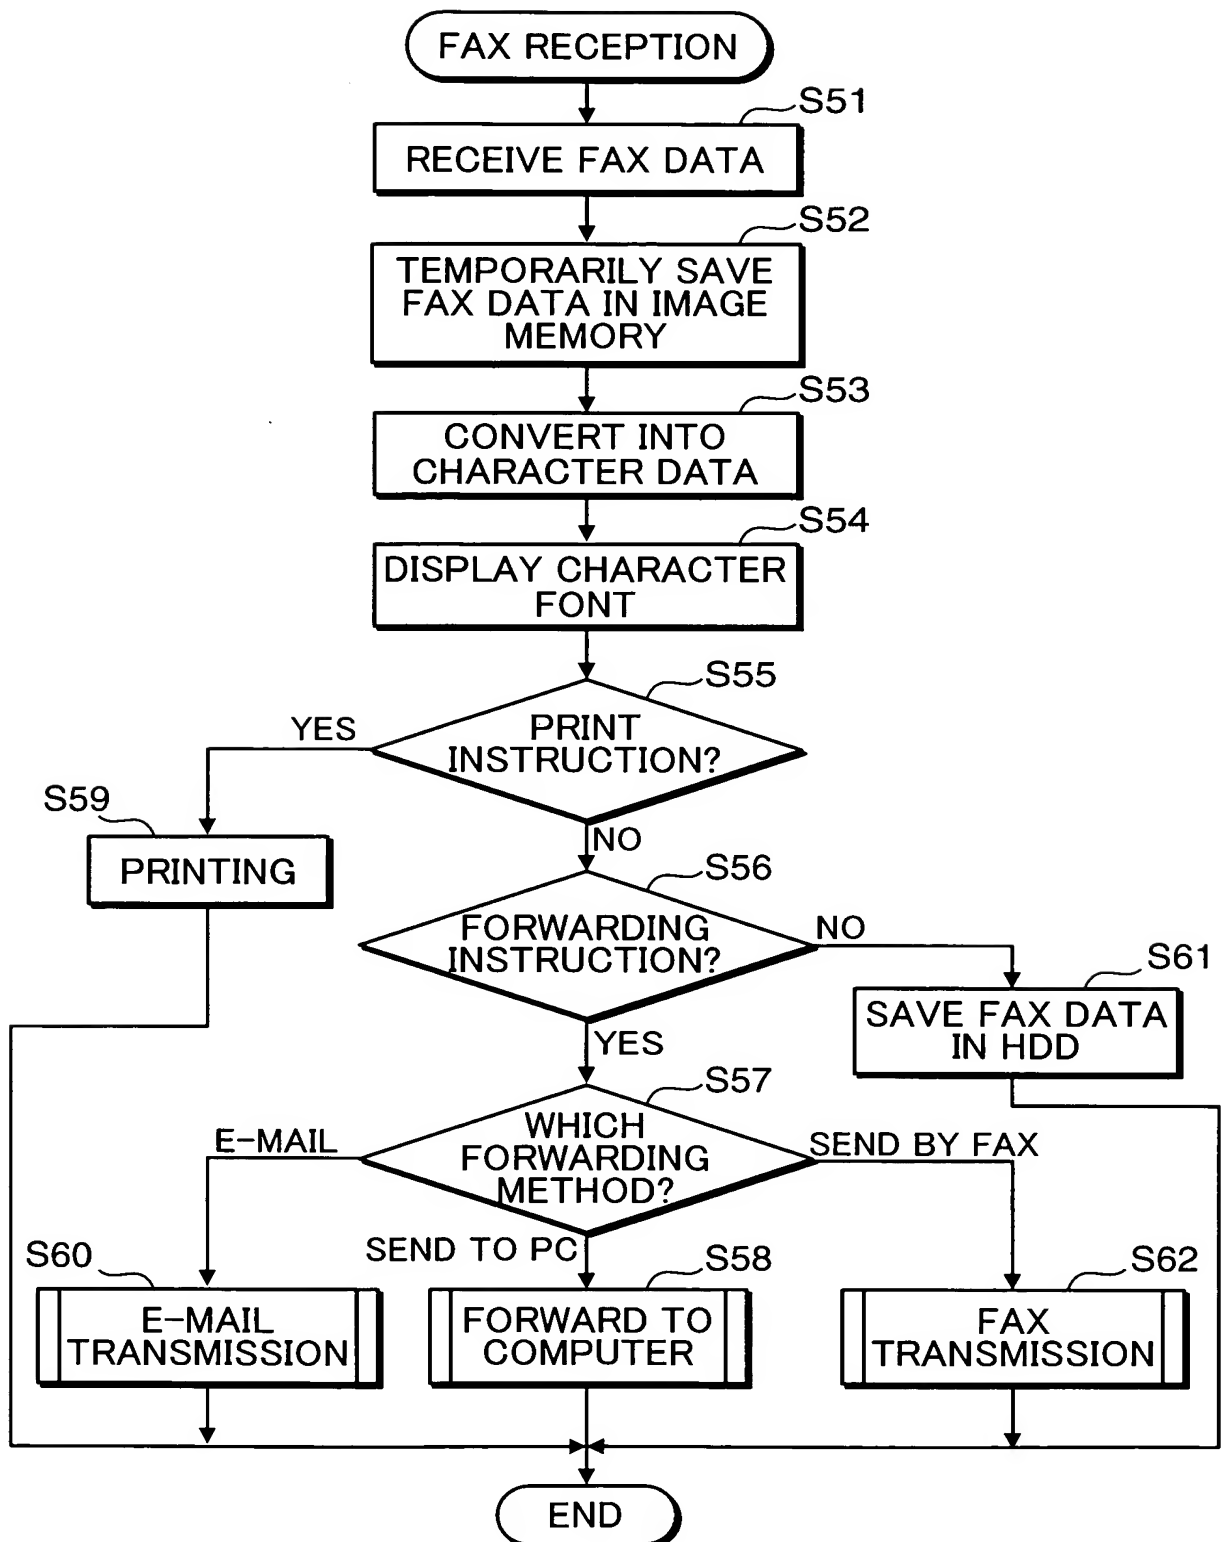 FAX RECEPTION
S51
RECEIVE FAX DATA
S52
TEMPORARILY SAVE
FAX DATA IN IMAGE
MEMORY
S53
CONVERT INTO
CHARACTER DATA
S54
DISPLAY CHARACTER
FONT
S55
YES
PRINT
INSTRUCTION?
S59
NO
PRINTING
S56
FORWARDING
INSTRUCTION?
NO
S61
SAVE FAX DATA
IN HDD
YES
S57
E-MAIL
WHICH
FORWARDING
METHOD?
SEND BY FAX
SEND TO PC
S60
S58
S62
E-MAIL
TRANSMISSION
FORWARD TO
COMPUTER
FAX
TRANSMISSION
END